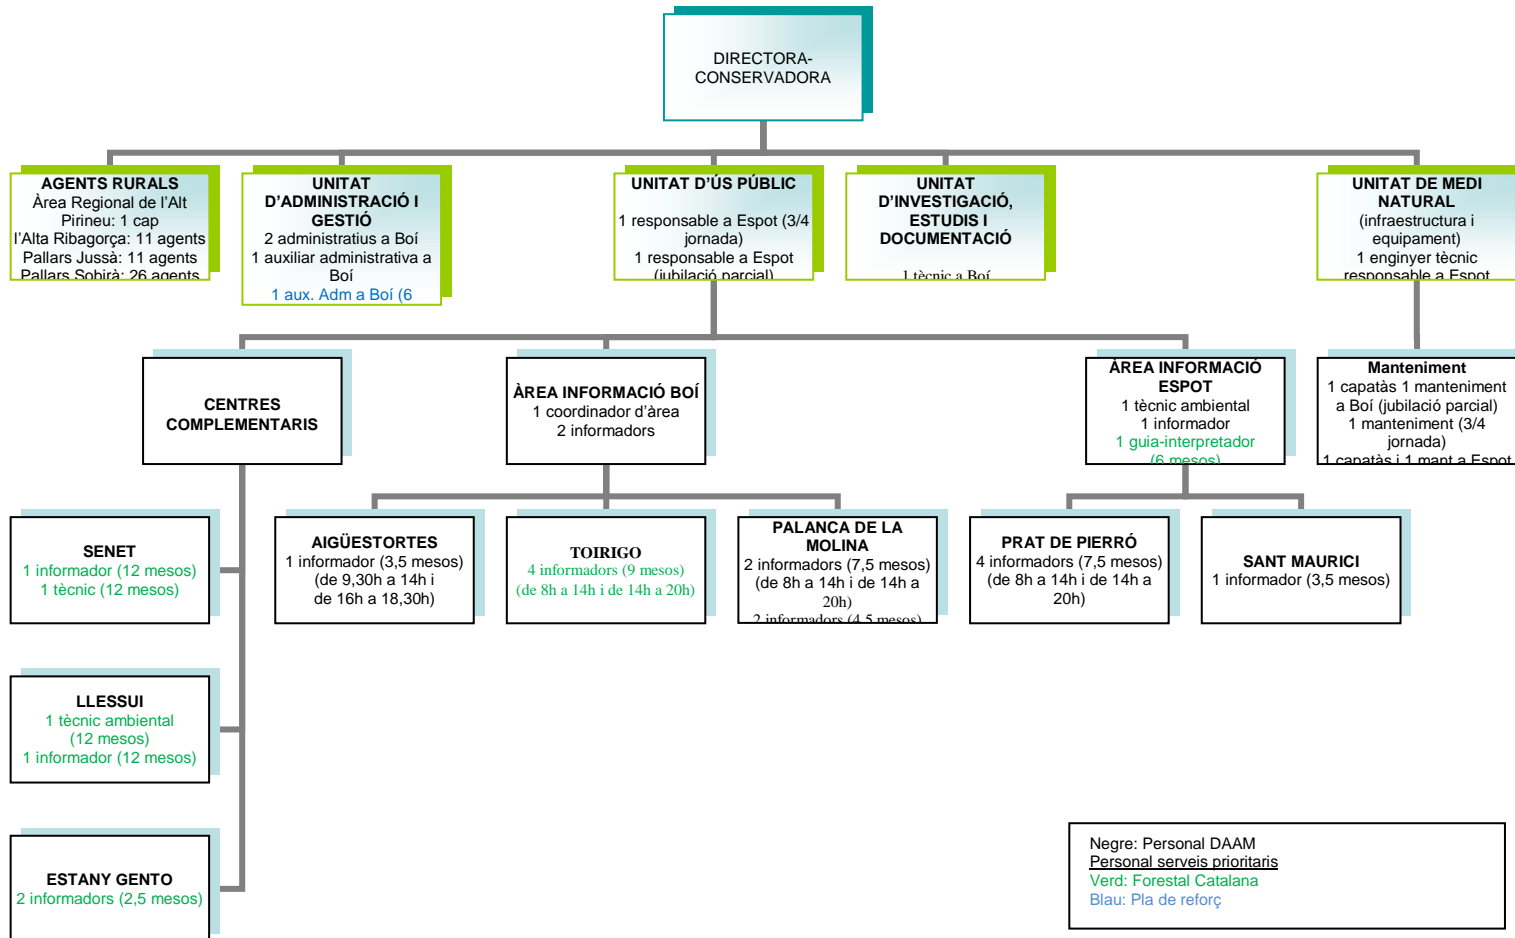 DIRECTORA-
CONSERVADORA
AGENTS RURALS
Àrea Regional de l'Alt
Pirineu: 1 cap
l'Alta Ribagorça: 11 agents
Pallars Jussà: 11 agents
Pallars Sobirà: 26 agents
UNITAT
D'ADMINISTRACIÓ I
GESTIÓ
2 administratius a Boí
1 auxiliar administrativa a
Boí
1 aux. Adm a Boí (6
UNITAT D'ÚS PÚBLIC
1 responsable a Espot (3/4
jornada)
1 responsable a Espot
(jubilació parcial)
UNITAT
D'INVESTIGACIÓ,
ESTUDIS I
DOCUMENTACIÓ
1 tècnic a Boí
UNITAT DE MEDI
NATURAL
(infraestructura i
equipament)
1 enginyer tècnic
responsable a Espot
CENTRES
COMPLEMENTARIS
ÀREA INFORMACIÓ BOÍ
1 coordinador d'àrea
2 informadors
ÀREA INFORMACIÓ
ESPOT
1 tècnic ambiental
1 informador
1 guia-interpretador
(6 mesos)
Manteniment
1 capatàs 1 manteniment
a Boí (jubilació parcial)
1 manteniment (3/4
jornada)
1 capatàs i 1 mant a Espot
SENET
1 informador (12 mesos)
1 tècnic (12 mesos)
AIGÜESTORTES
1 informador (3,5 mesos)
(de 9,30h a 14h i
de 16h a 18,30h)
TOIRIGO
4 informadors (9 mesos)
(de 8h a 14h i de 14h a 20h)
PALANCA DE LA
MOLINA
2 informadors (7,5 mesos)
(de 8h a 14h i de 14h a
20h)
2 informadors (4,5 mesos)
PRAT DE PIERRÓ
4 informadors (7,5 mesos)
(de 8h a 14h i de 14h a
20h)
SANT MAURICI
1 informador (3,5 mesos)
LLESSUI
1 tècnic ambiental
(12 mesos)
1 informador (12 mesos)
ESTANY GENTO
2 informadors (2,5 mesos)
Negre: Personal DAAM
Personal serveis prioritaris
Verd: Forestal Catalana
Blau: Pla de reforç